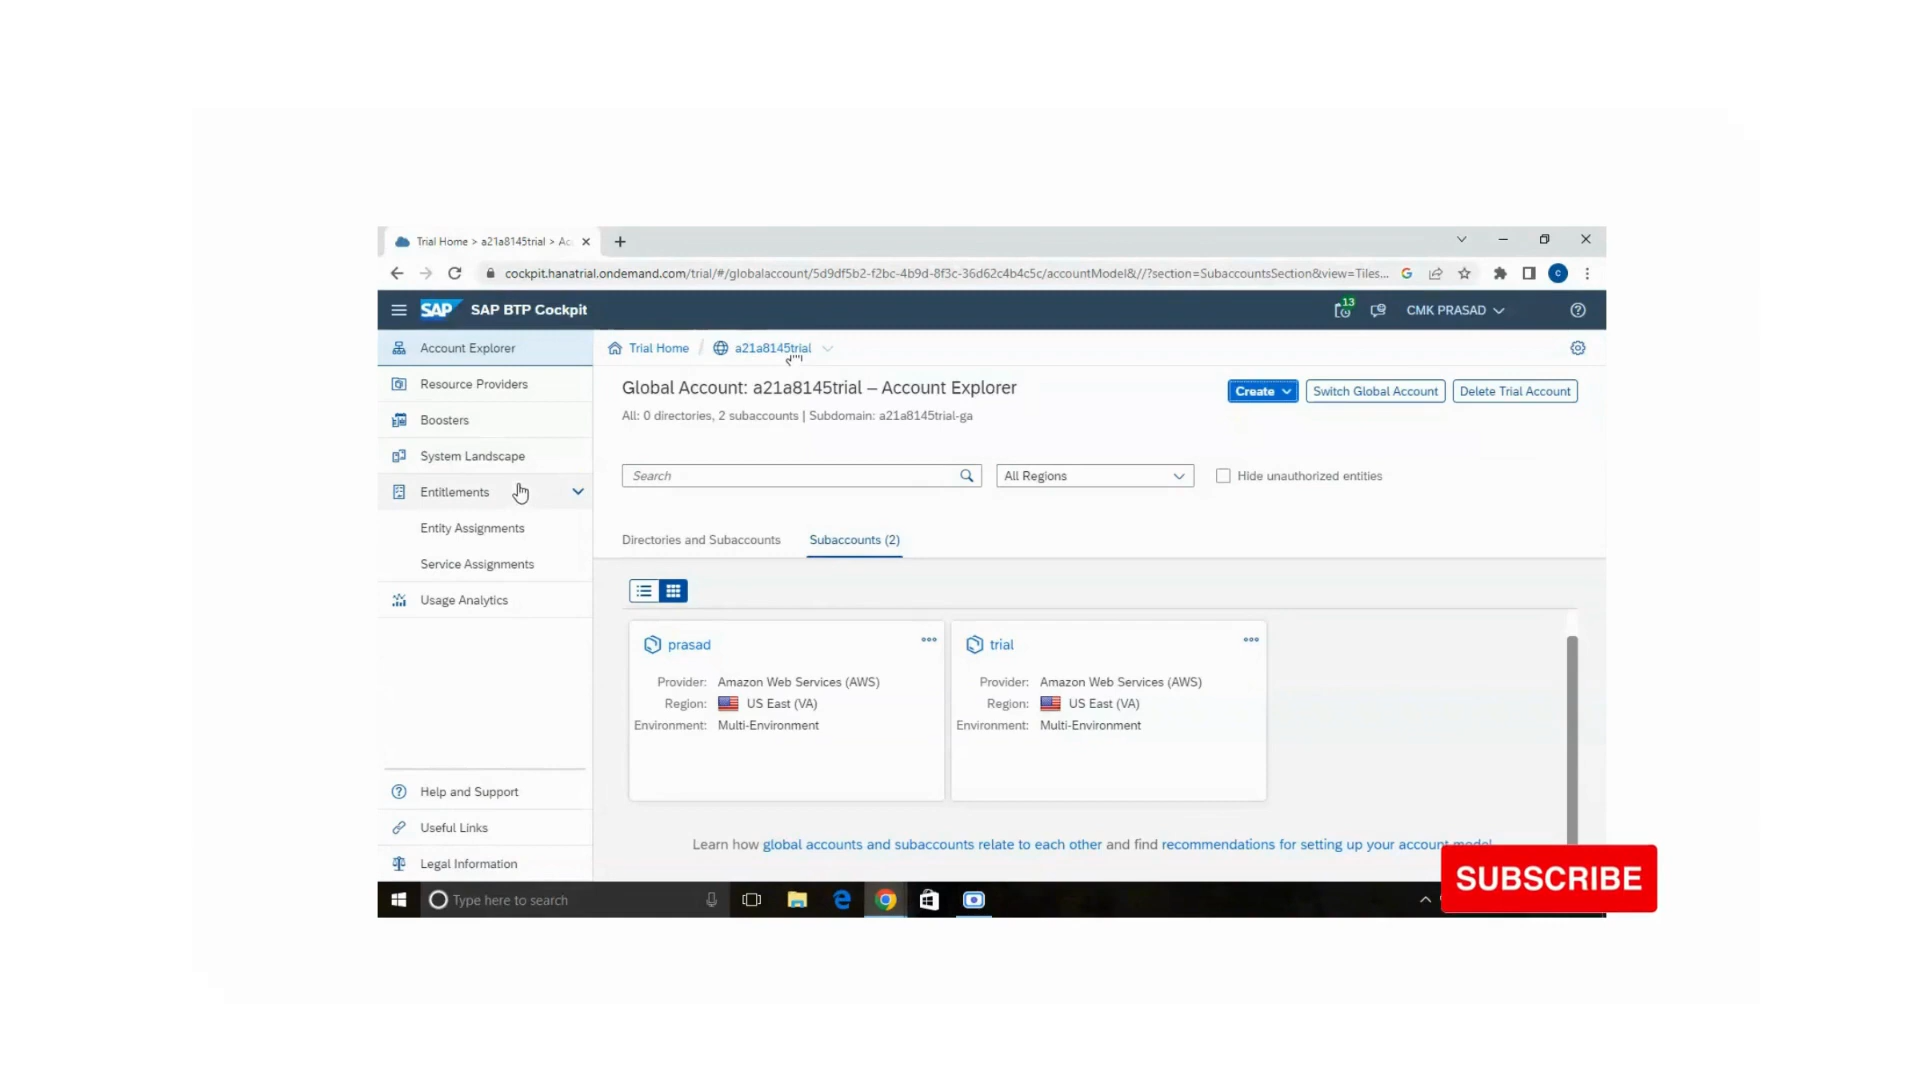 Trial Home > a21a8145trial > Ac
cockpit.hanatrial.ondemand.com/trial/#/globalaccount/5d9df5b2-f2bc-4b9d-8f3c-36d62c4b4c5c/accountModel&//?section=SubaccountsSection&view=Tiles...
SAP SAP BTP Cockpit
13
CMK PRASAD
Account Explorer
Resource Providers
Boosters
System Landscape
Entitlements
Entity Assignments
Service Assignments
Usage Analytics
Help and Support
Useful Links
Legal Information
Trial Home / a21a8145trial
Global Account: a21a8145trial – Account Explorer
All: 0 directories, 2 subaccounts | Subdomain: a21a8145trial-ga
Create
Switch Global Account
Delete Trial Account
Search
All Regions
Hide unauthorized entities
Directories and Subaccounts
Subaccounts (2)
prasad
Provider: Amazon Web Services (AWS)
Region: US East (VA)
Environment: Multi-Environment
trial
Provider: Amazon Web Services (AWS)
Region: US East (VA)
Environment: Multi-Environment
Learn how global accounts and subaccounts relate to each other and find recommendations for setting up your account model
SUBSCRIBE
Type here to search